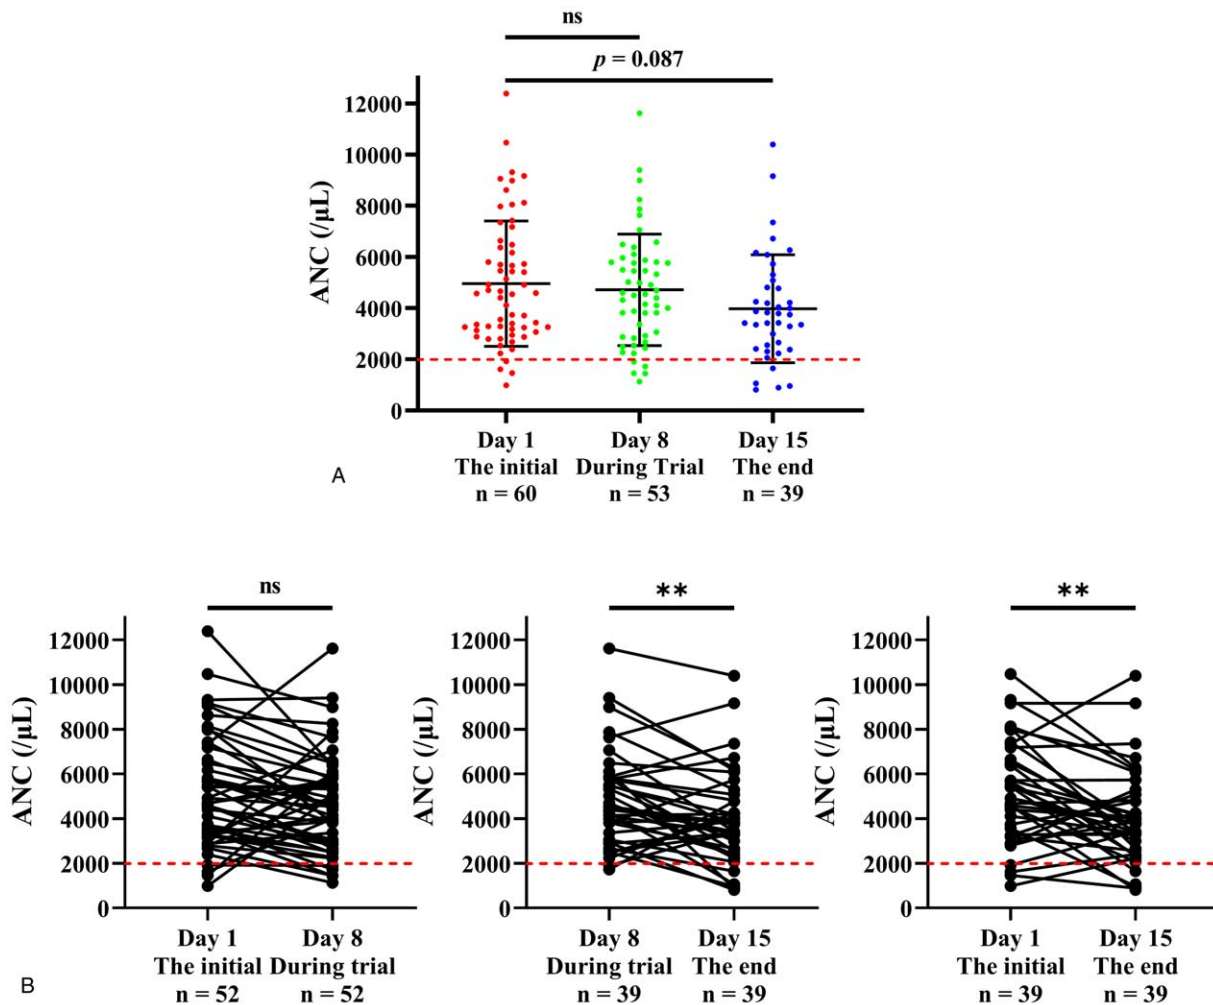 ns
p = 0.087
ANC (/µL)
12000
10000
8000
6000
4000
2000
0
Day 1 Day 8 Day 15
The initial During Trial The end
n = 60 n = 53 n = 39
A
ns ** **
ANC (/µL)
12000
10000
8000
6000
4000
2000
0
Day 1 Day 8
The initial During trial
n = 52 n = 52
ANC (/µL)
12000
10000
8000
6000
4000
2000
0
Day 8 Day 15
During trial The end
n = 39 n = 39
ANC (/µL)
12000
10000
8000
6000
4000
2000
0
Day 1 Day 15
The initial The end
n = 39 n = 39
B